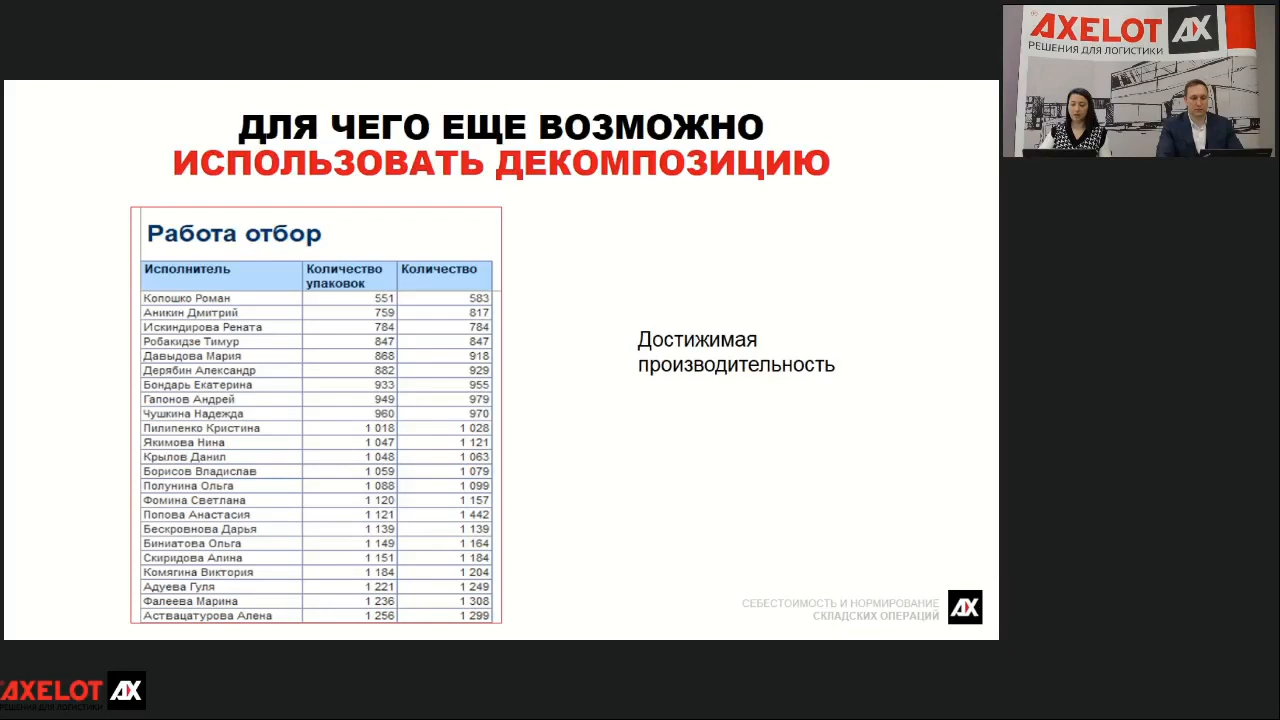 AXELOT AX
РЕШЕНИЯ ДЛЯ ЛОГИСТИКИ
ДЛЯ ЧЕГО ЕЩЕ ВОЗМОЖНО
ИСПОЛЬЗОВАТЬ ДЕКОМПОЗИЦИЮ
Работа отбор
Исполнитель Количество упаковок Количество
Копошко Роман 551 583
Аникин Дмитрий 759 817
Искиндирова Рената 784 784
Робакидзе Тимур 847 847
Давыдова Мария 868 918
Дерябин Александр 882 929
Бондарь Екатерина 933 955
Гапонов Андрей 949 979
Чушкина Надежда 960 970
Пилипенко Кристина 1 018 1 028
Якимова Нина 1 047 1 121
Крылов Данил 1 048 1 063
Борисов Владислав 1 059 1 079
Полунина Ольга 1 088 1 099
Фомина Светлана 1 120 1 157
Попова Анастасия 1 121 1 442
Бескровнова Дарья 1 139 1 139
Биниатова Ольга 1 149 1 164
Скиридова Алина 1 151 1 184
Комягина Виктория 1 184 1 204
Адуева Гуля 1 221 1 249
Фалеева Марина 1 236 1 308
Аствацатурова Алена 1 256 1 299
Достижимая
производительность
СЕБЕСТОИМОСТЬ И НОРМИРОВАНИЕ
СКЛАДСКИХ ОПЕРАЦИЙ
AX
AXELOT AX
РЕШЕНИЯ ДЛЯ ЛОГИСТИКИ